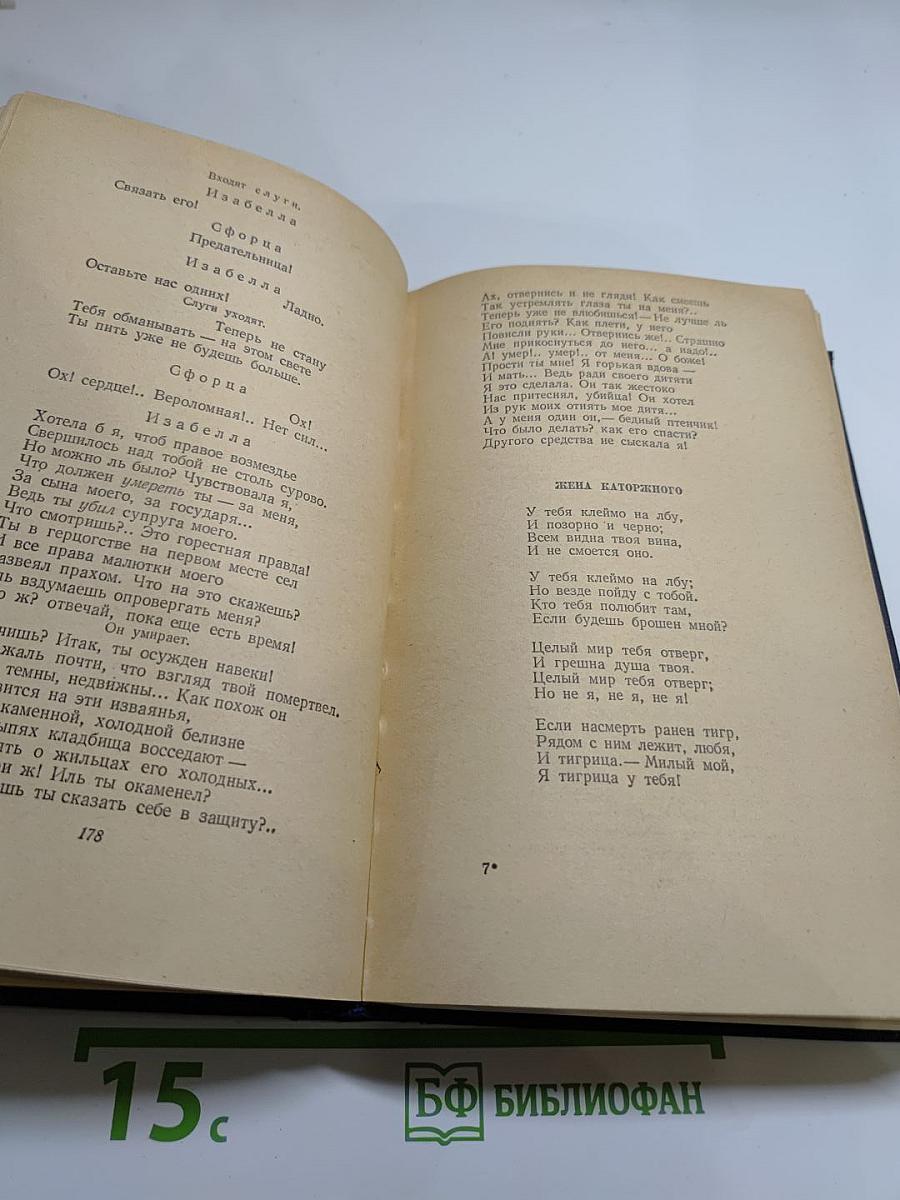 Входят слуги.
Изабелла
Связать его!
Сфорца
Предательница!
Изабелла
Ладно.
Оставьте нас одних!
Слуги уходят.
Теперь не стану
Тебя обманывать — на этом свете
Ты пить уже не будешь больше.
Сфорца
Ох!
Ох! сердце!.. Вероломная!.. Нет сил...
Изабелла
Хотела б я, чтоб правое возмездье
Свершилось над тобой не столь сурово.
Но можно ль было? Чувствовала я,
Что должен умереть ты — за меня,
За сына моего, за государя...
Ведь ты убил супруга моего.
Что смотришь?.. Это горестная правда!
Ты в герцогстве на первом месте сел
И все права малютки моего
развеял прахом. Что на это скажешь?
ль вздумаешь опровергать меня?
о ж? отвечай, пока еще есть время!
Он умирает.
чишь? Итак, ты осужден навеки!
жаль почти, что взгляд твой помертвел.
темны, недвижны... Как похож он
вится на эти изваянья,
каменной, холодной белизне
ыпях кладбища восседают —
ять о жильцах его холодных...
ри ж! Иль ты окаменел?
ешь ты сказать себе в защиту?..
178
Ах, отвернись и не гляди! Как смеешь
Так устремлять глаза ты на меня?..
Теперь уже не влюбишься! — Не лучше ль
Его поднять? Как плети, у него
Повисли руки... Отвернись же!.. Страшно
Мне прикоснуться до него... а надо!..
А! умер!.. умер!.. от меня... О боже!
Прости ты мне! Я горькая вдова —
И мать... Ведь ради своего дитяти
Я это сделала. Он так жестоко
Нас притеснял, убийца! Он хотел
Из рук моих отнять мое дитя...
А у меня один он,— бедный птенчик!
Что было делать? как его спасти?
Другого средства не сыскала я!
ЖЕНА КАТОРЖНОГО
У тебя клеймо на лбу,
И позорно и черно;
Всем видна твоя вина,
И не смоется оно.
У тебя клеймо на лбу;
Но везде пойду с тобой.
Кто тебя полюбит там,
Если будешь брошен мной?
Целый мир тебя отверг,
И грешна душа твоя.
Целый мир тебя отверг;
Но не я, не я, не я!
Если насмерть ранен тигр,
Рядом с ним лежит, любя,
И тигрица.— Милый мой,
Я тигрица у тебя!
7*
15 с
БФ БИБЛИОФАН